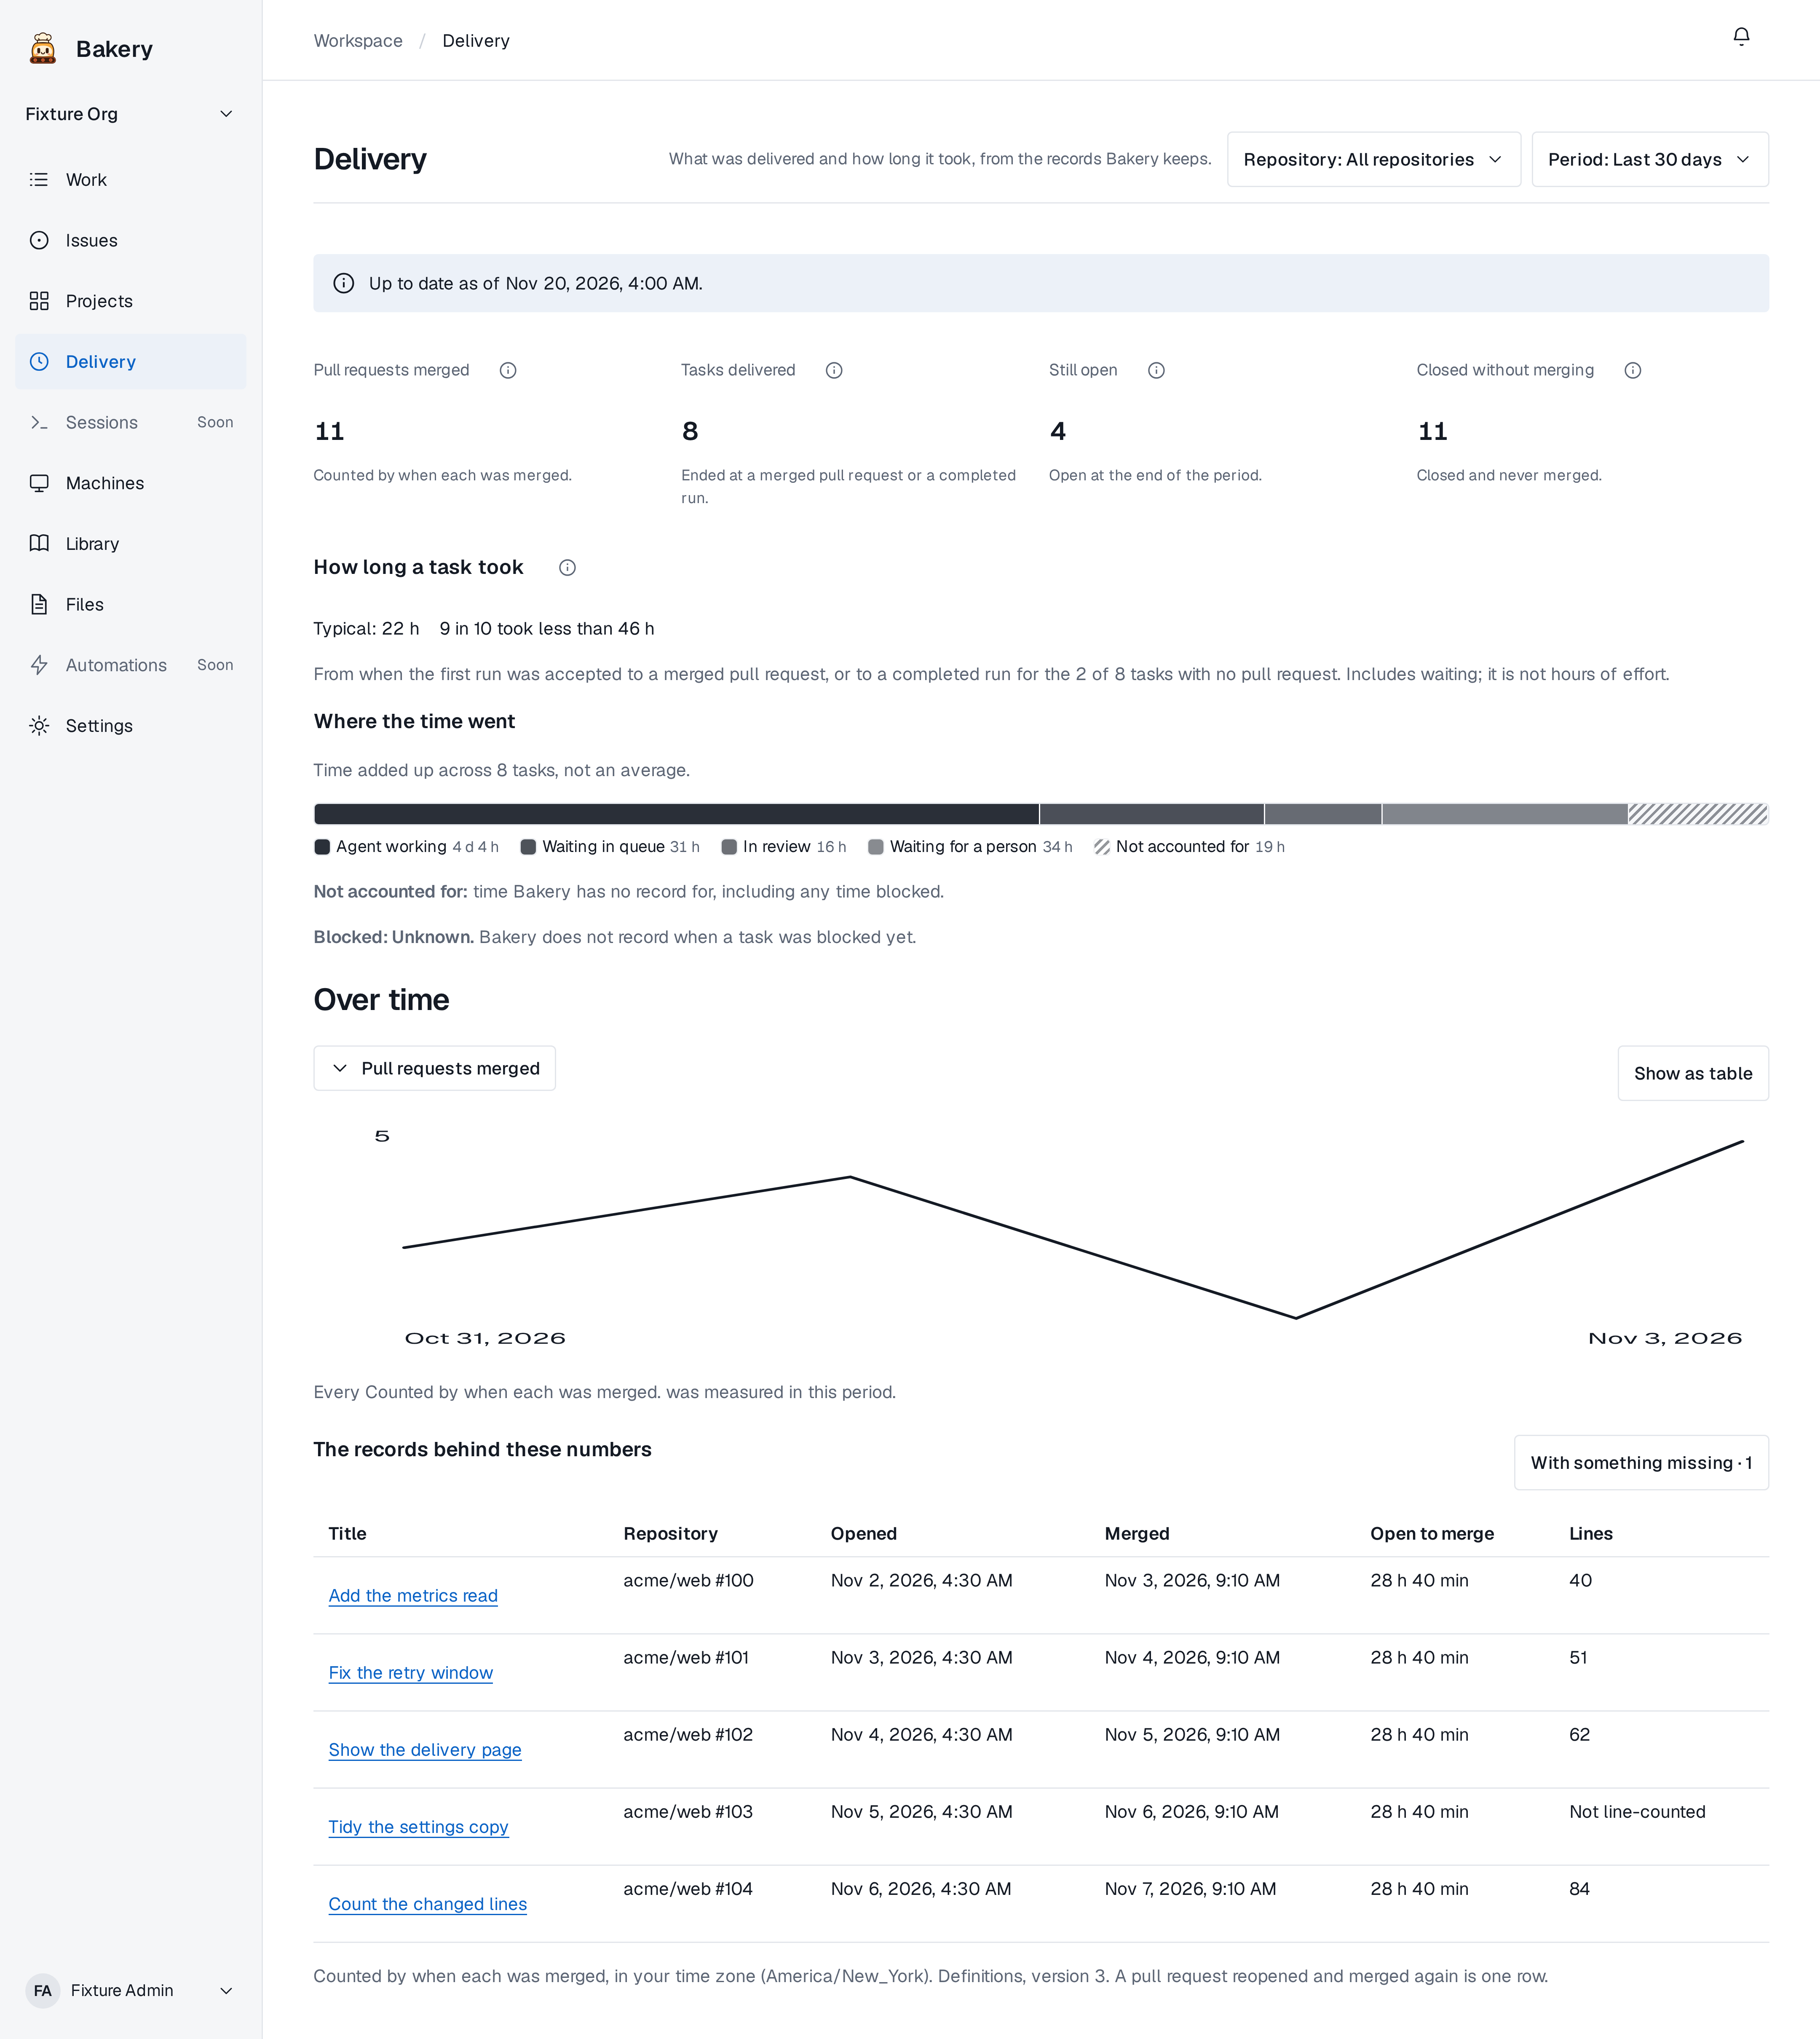 Bakery
Fixture Org
Work
Issues
Projects
Delivery
Sessions Soon
Machines
Library
Files
Automations Soon
Settings
FA Fixture Admin
Workspace / Delivery
Delivery
What was delivered and how long it took, from the records Bakery keeps.
Repository: All repositories
Period: Last 30 days
Up to date as of Nov 20, 2026, 4:00 AM.
Pull requests merged
11
Counted by when each was merged.
Tasks delivered
8
Ended at a merged pull request or a completed
run.
Still open
4
Open at the end of the period.
Closed without merging
11
Closed and never merged.
How long a task took
Typical: 22 h 9 in 10 took less than 46 h
From when the first run was accepted to a merged pull request, or to a completed run for the 2 of 8 tasks with no pull request. Includes waiting; it is not hours of effort.
Where the time went
Time added up across 8 tasks, not an average.
Agent working 4 d 4 h Waiting in queue 31 h In review 16 h Waiting for a person 34 h Not accounted for 19 h
Not accounted for: time Bakery has no record for, including any time blocked.
Blocked: Unknown. Bakery does not record when a task was blocked yet.
Over time
Pull requests merged
Show as table
5
Oct 31, 2026 Nov 3, 2026
Every Counted by when each was merged. was measured in this period.
The records behind these numbers
With something missing · 1
Title Repository Opened Merged Open to merge Lines
Add the metrics read acme/web #100 Nov 2, 2026, 4:30 AM Nov 3, 2026, 9:10 AM 28 h 40 min 40
Fix the retry window acme/web #101 Nov 3, 2026, 4:30 AM Nov 4, 2026, 9:10 AM 28 h 40 min 51
Show the delivery page acme/web #102 Nov 4, 2026, 4:30 AM Nov 5, 2026, 9:10 AM 28 h 40 min 62
Tidy the settings copy acme/web #103 Nov 5, 2026, 4:30 AM Nov 6, 2026, 9:10 AM 28 h 40 min Not line-counted
Count the changed lines acme/web #104 Nov 6, 2026, 4:30 AM Nov 7, 2026, 9:10 AM 28 h 40 min 84
Counted by when each was merged, in your time zone (America/New_York). Definitions, version 3. A pull request reopened and merged again is one row.